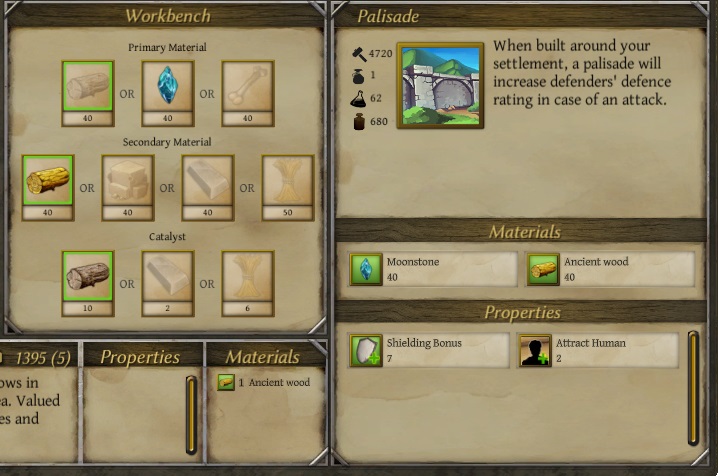 Workbench
Primary Material
OR
OR
40
40
40
Secondary Material
OR
OR
OR
40
40
40
50
Catalyst
OR
OR
10
2
6
1395 (5)
ows in
ea. Valued
es and
Properties
Materials
1 Ancient wood
Palisade
4720
1
62
680
When built around your
settlement, a palisade will
increase defenders' defence
rating in case of an attack.
Materials
Moonstone
40
Ancient wood
40
Properties
Shielding Bonus
7
Attract Human
2